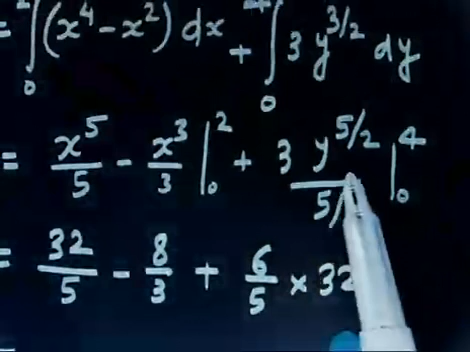 = ∫₀ (x⁴ - x²) dx + ∫₀ 3 y^{3/2} dy
= x⁵/5 - x³/3 |₀² + 3 y^{5/2}/5/ |₀⁴
= 32/5 - 8/3 + 6/5 × 32